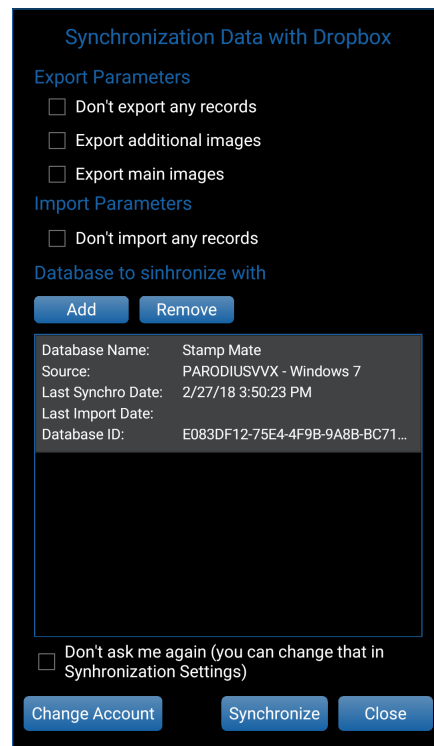 Synchronization Data with Dropbox
Export Parameters
Don't export any records
Export additional images
Export main images
Import Parameters
Don't import any records
Database to sinhronize with
Add Remove
Database Name: Stamp Mate
Source: PARODIUSVVX - Windows 7
Last Synchro Date: 2/27/18 3:50:23 PM
Last Import Date:
Database ID: E083DF12-75E4-4F9B-9A8B-BC71...
Don't ask me again (you can change that in
Synhronization Settings)
Change Account Synchronize Close